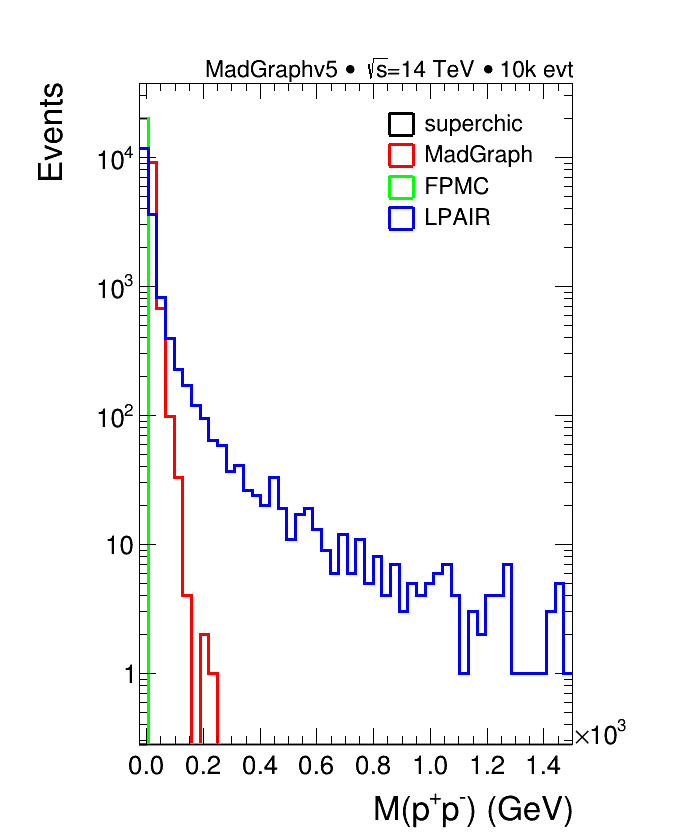 MadGraphv5 • √s=14 TeV • 10k evt
Events
superchic
MadGraph
FPMC
LPAIR
10⁴
10³
10²
10
1
×10³
0.0 0.2 0.4 0.6 0.8 1.0 1.2 1.4
M(p⁺p⁻) (GeV)